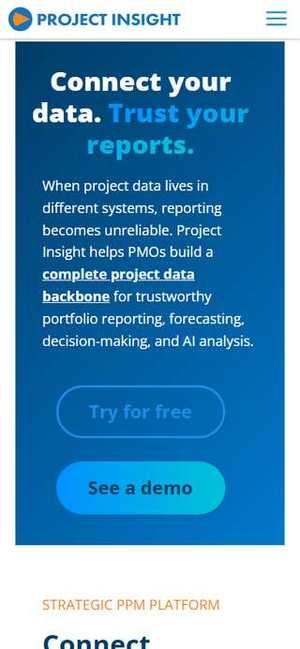 PROJECT INSIGHT
Connect your
data. Trust your
reports.
When project data lives in
different systems, reporting
becomes unreliable. Project
Insight helps PMOs build a
complete project data
backbone for trustworthy
portfolio reporting, forecasting,
decision-making, and AI analysis.
Try for free
See a demo
STRATEGIC PPM PLATFORM
Connect